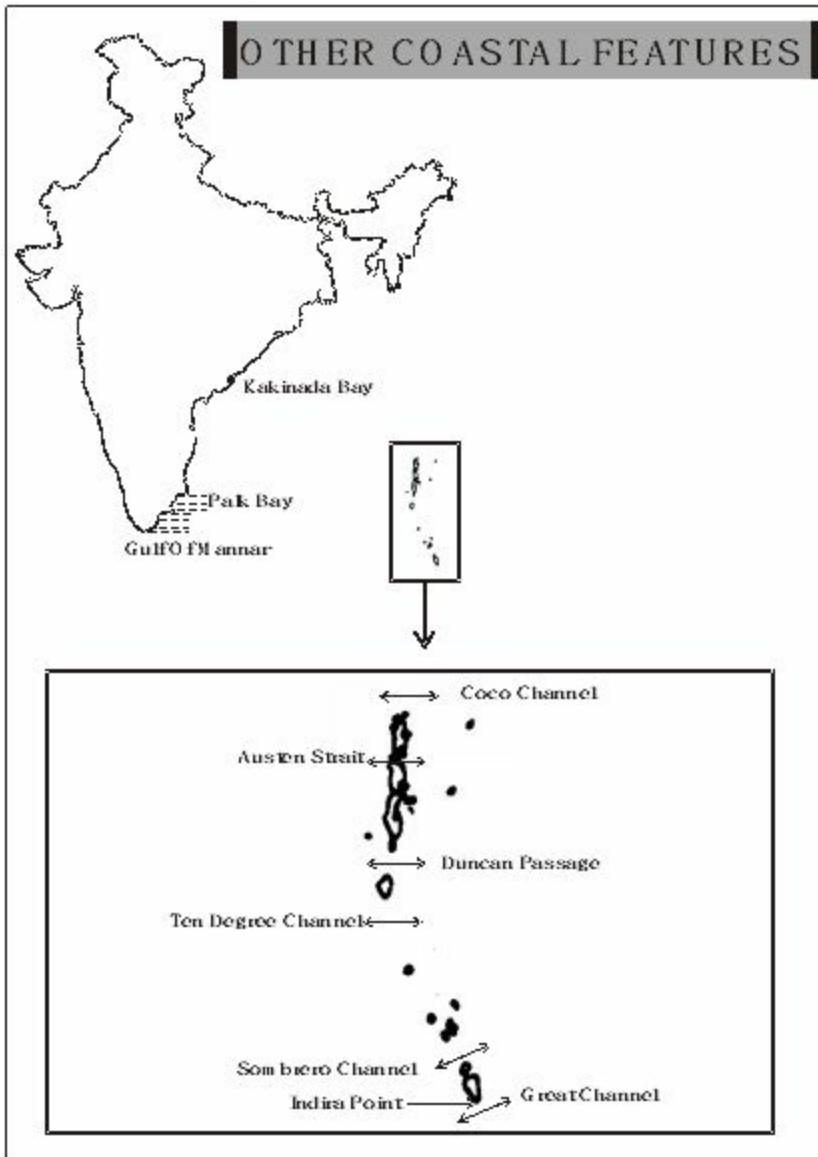 OTHER COASTAL FEATURES
Kakinada Bay
Palk Bay
Gulf Of Mannar
Coco Channel
Austen Strait
Duncan Passage
Ten Degree Channel
Sombrero Channel
Indira Point
Great Channel